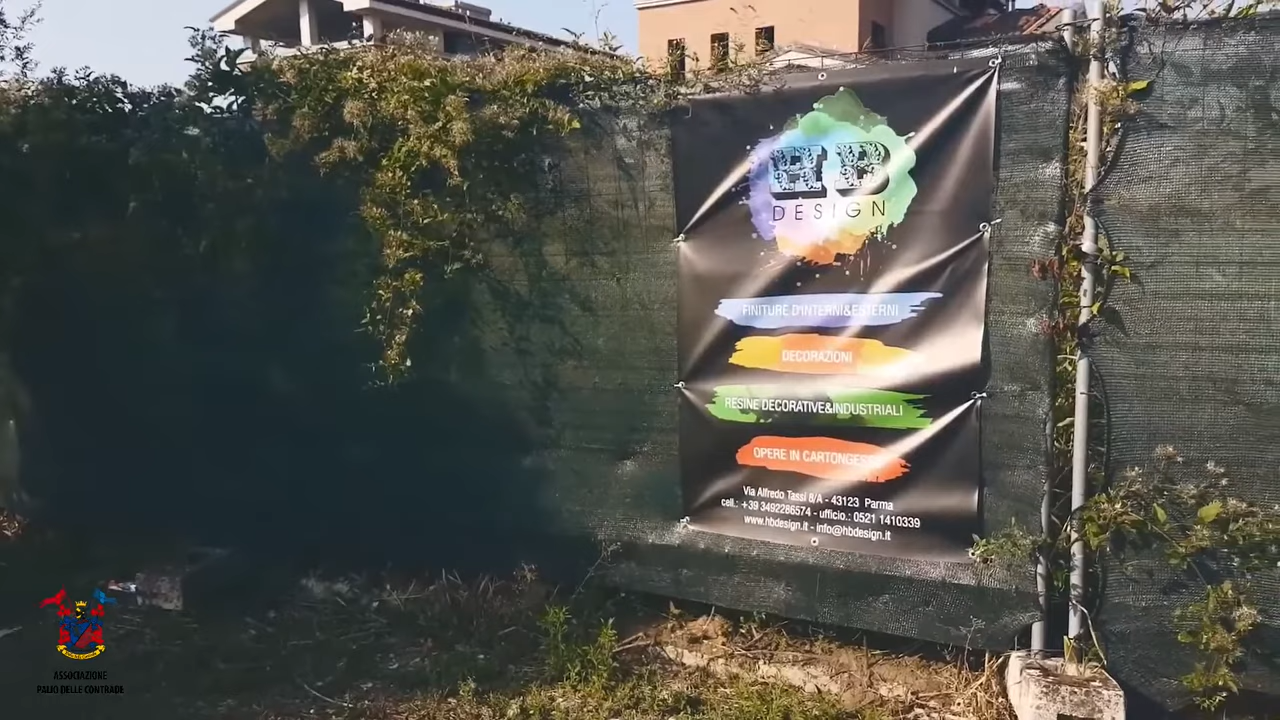 HB
DESIGN
FINITURE D'INTERNI&ESTERNI
DECORAZIONI
RESINE DECORATIVE&INDUSTRIALI
OPERE IN CARTONGESSO
Via Alfredo Tassi 8/A - 43123 Parma
cell.: +39 3492286574 - ufficio.: 0521 1410339
www.hbdesign.it - info@hbdesign.it
ASSOCIAZIONE
PALIO DELLE CONTRADE